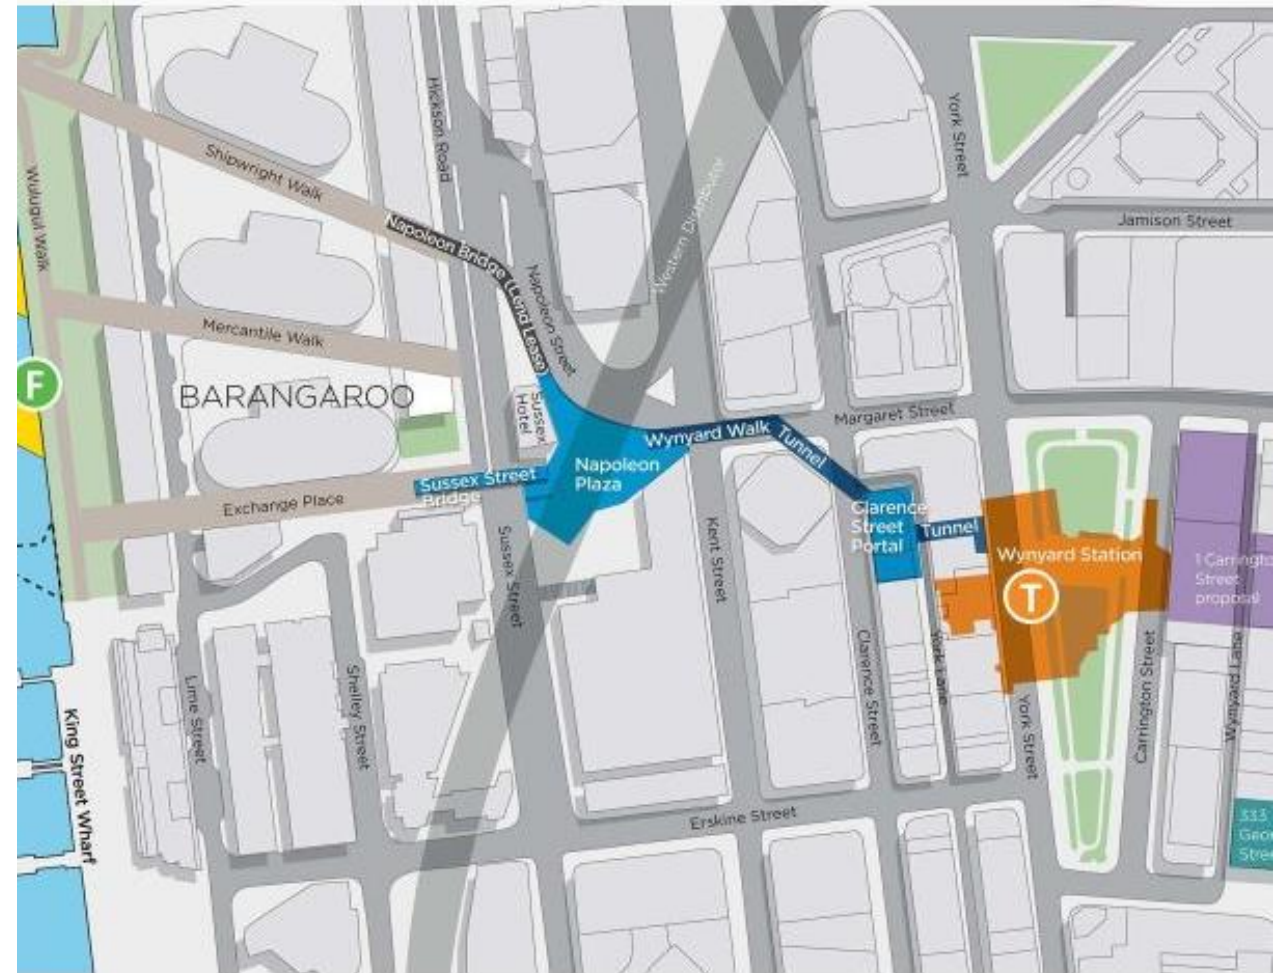 Hickson Road
York Street
Shipwright Walk
Jamison Street
Wulugul Walk
Western Distributor
Napoleon Bridge (Lend Lease)
Napoleon Street
Mercantile Walk
F
BARANGAROO
Sussex
Hotel
Margaret Street
Wynyard Walk Tunnel
Napoleon
Plaza
Sussex Street
Bridge
Exchange Place
Clarence
Street
Portal
Tunnel
Wynyard Station
T
1 Carringto
Street
proposal
Kent Street
Sussex Street
Clarence Street
York Lane
Carrington Street
Wynyard Lane
Lime Street
Shelley Street
York Street
King Street Wharf
Erskine Street
333
Geor
Stree